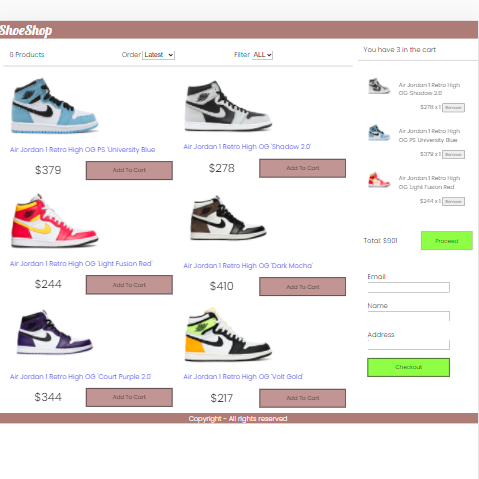 ShoeShop
6 Products
Order Latest
Filter ALL
Air Jordan 1 Retro High OG PS 'University Blue
$379
Add To Cart
Air Jordan 1 Retro High OG 'Shadow 2.0'
$278
Add To Cart
Air Jordan 1 Retro High OG 'Light Fusion Red'
$244
Add To Cart
Air Jordan 1 Retro High OG 'Dark Mocha'
$410
Add To Cart
Air Jordan 1 Retro High OG 'Court Purple 2.0'
$344
Add To Cart
Air Jordan 1 Retro High OG 'Volt Gold'
$217
Add To Cart
You have 3 in the cart
Air Jordan 1 Retro High
OG 'Shadow 2.0'
$278 x 1 Remove
Air Jordan 1 Retro High
OG PS 'University Blue
$379 x 1 Remove
Air Jordan 1 Retro High
OG 'Light Fusion Red'
$244 x 1 Remove
Total: $901
Proceed
Email
Name
Address
Checkout
Copyright - All rights reserved